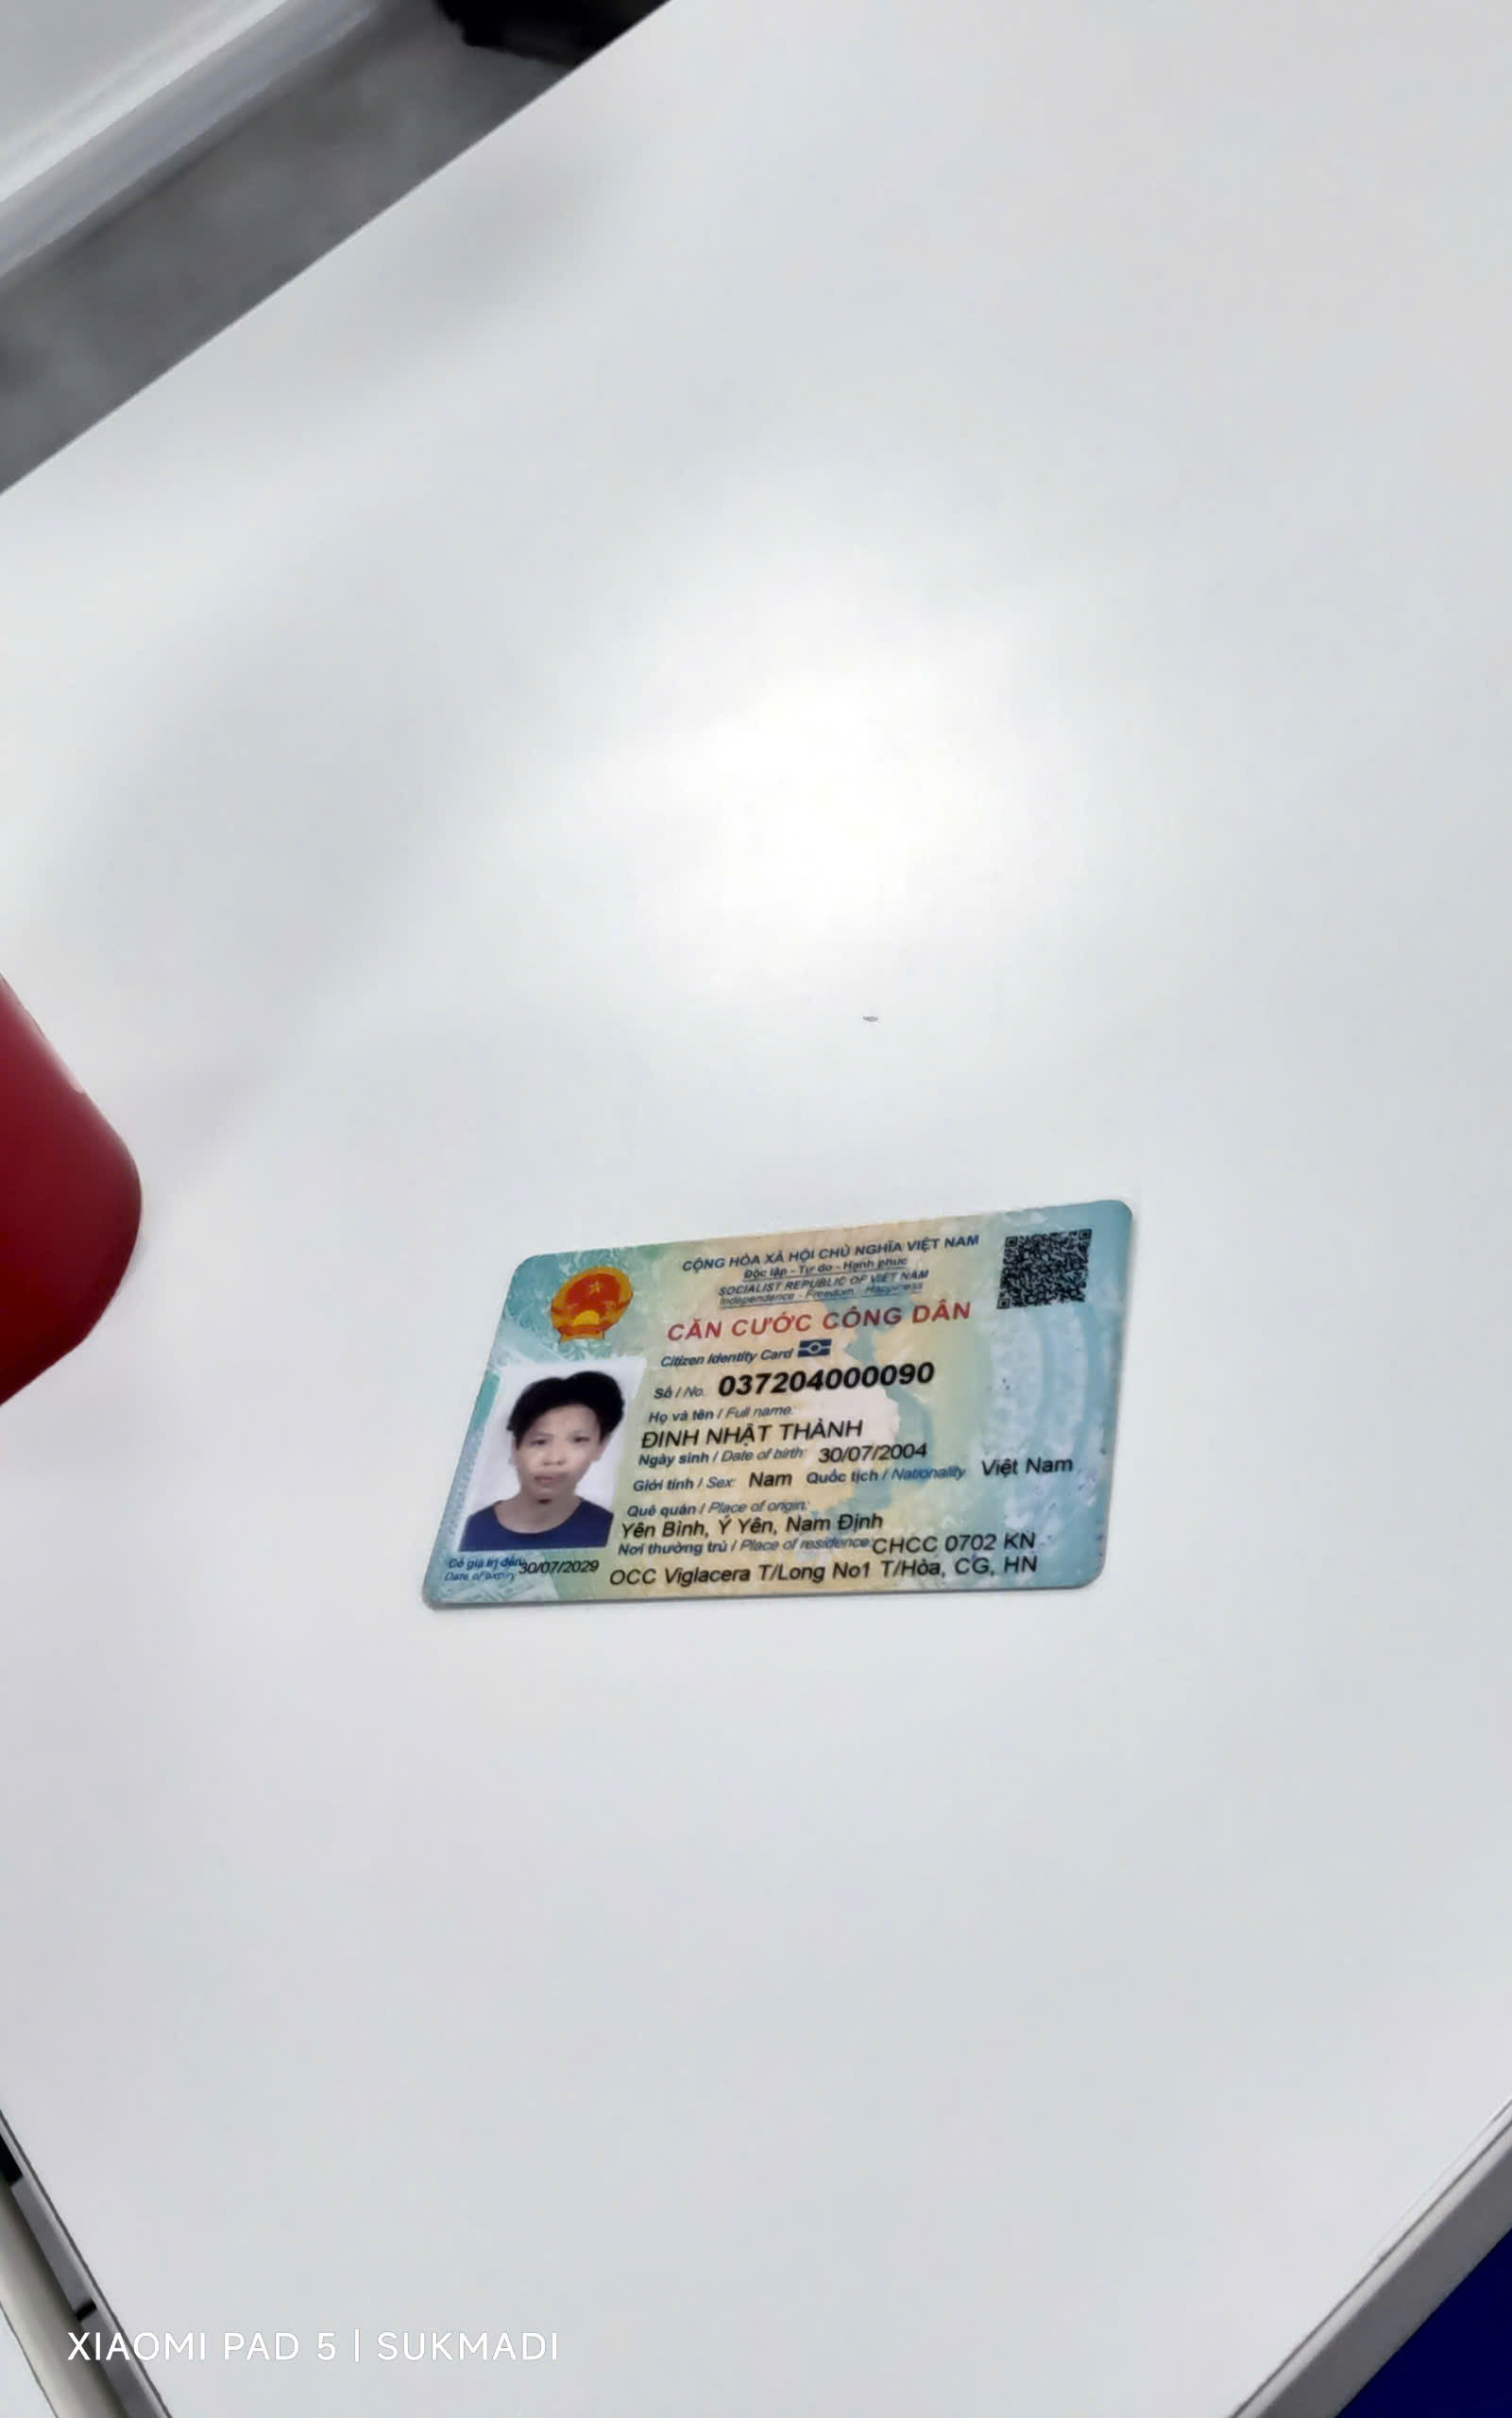 CỘNG HÒA XÃ HỘI CHỦ NGHĨA VIỆT NAM
Độc lập - Tự do - Hạnh phúc
SOCIALIST REPUBLIC OF VIET NAM
Independence - Freedom - Happiness
CĂN CƯỚC CÔNG DÂN
Citizen Identity Card
Số / No. 037204000090
Họ và tên / Full name:
ĐINH NHẬT THÀNH
Ngày sinh / Date of birth: 30/07/2004
Giới tính / Sex: Nam Quốc tịch / Nationality Việt Nam
Quê quán / Place of origin:
Yên Bình, Ý Yên, Nam Định
Nơi thường trú / Place of residence: CHCC 0702 KN
OCC Viglacera T/Long No1 T/Hòa, CG, HN
Có giá trị đến 30/07/2029
Date of expiry
XIAOMI PAD 5 | SUKMADI